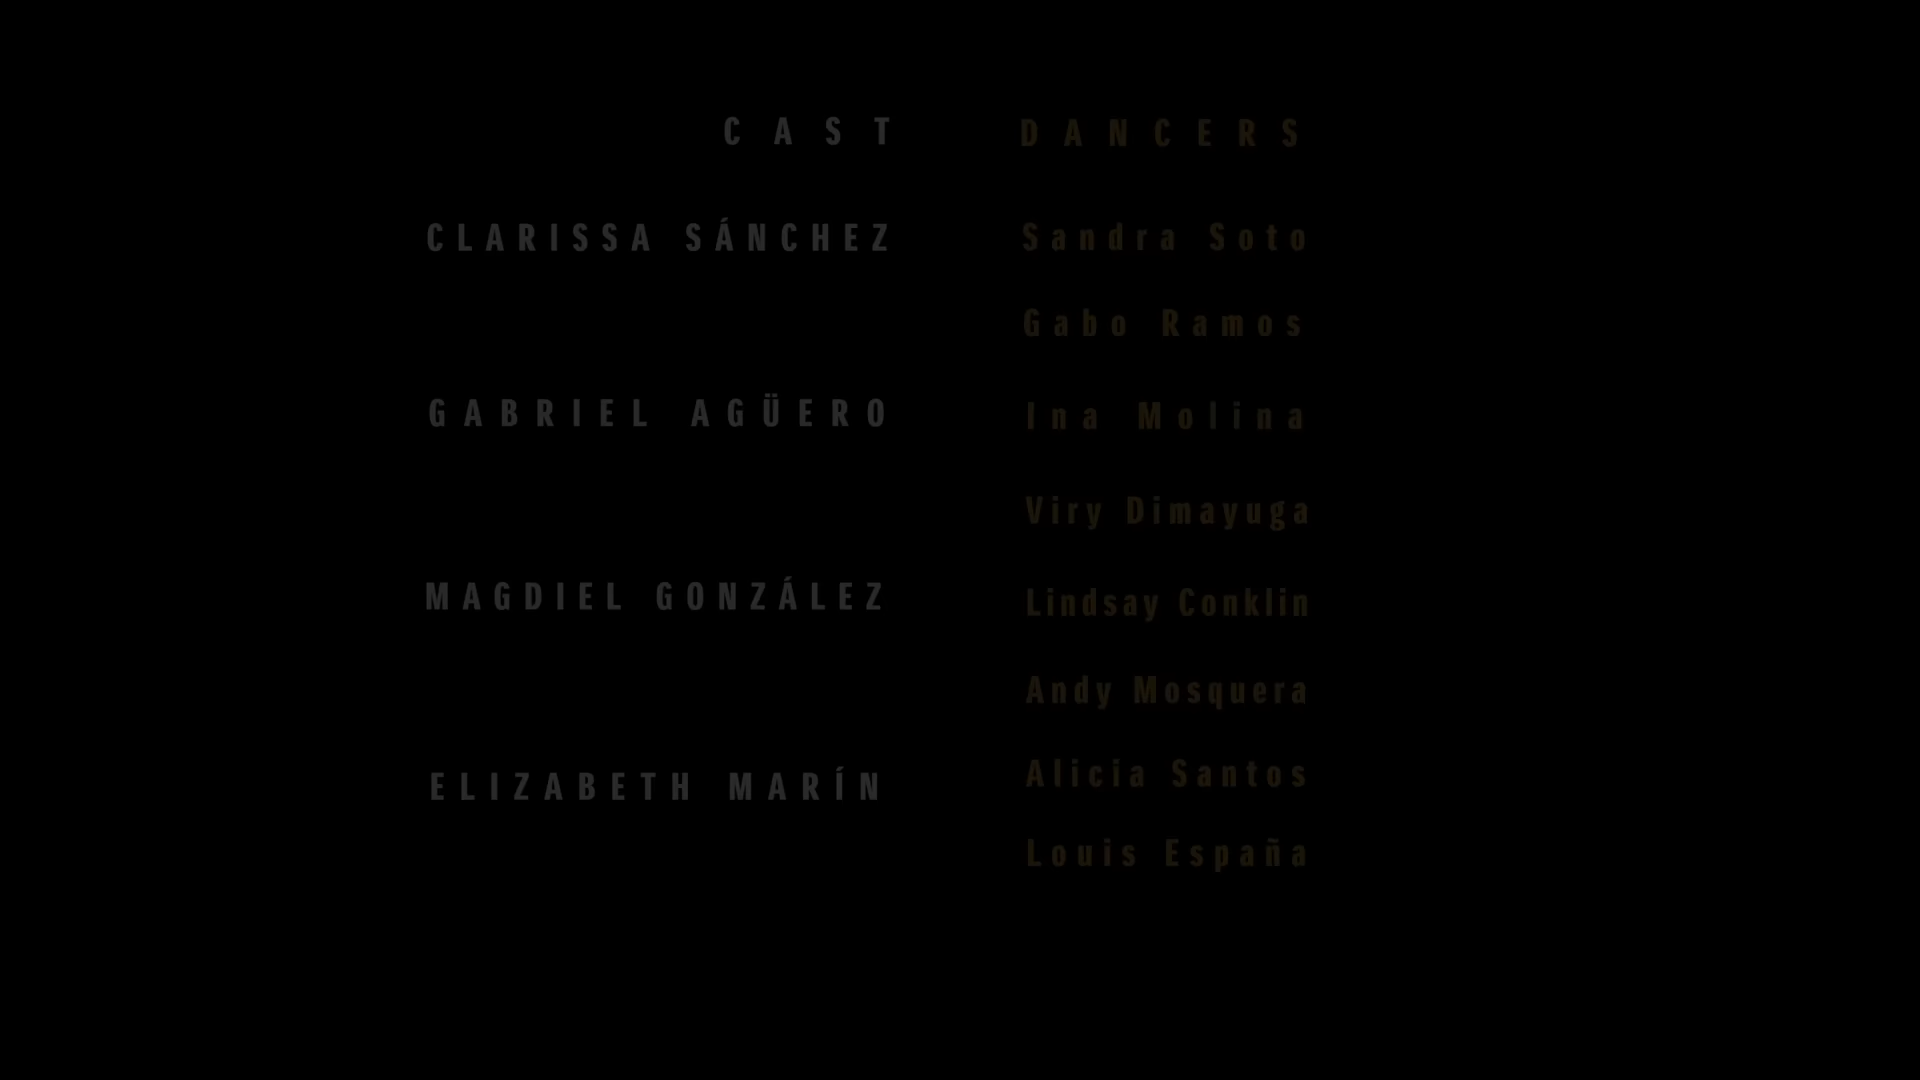 CAST
CLARISSA SÁNCHEZ
GABRIEL AGÜERO
MAGDIEL GONZÁLEZ
ELIZABETH MARÍN
DANCERS
Sandra Soto
Gabo Ramos
Ina Molina
Viry Dimayuga
Lindsay Conklin
Andy Mosquera
Alicia Santos
Louis España